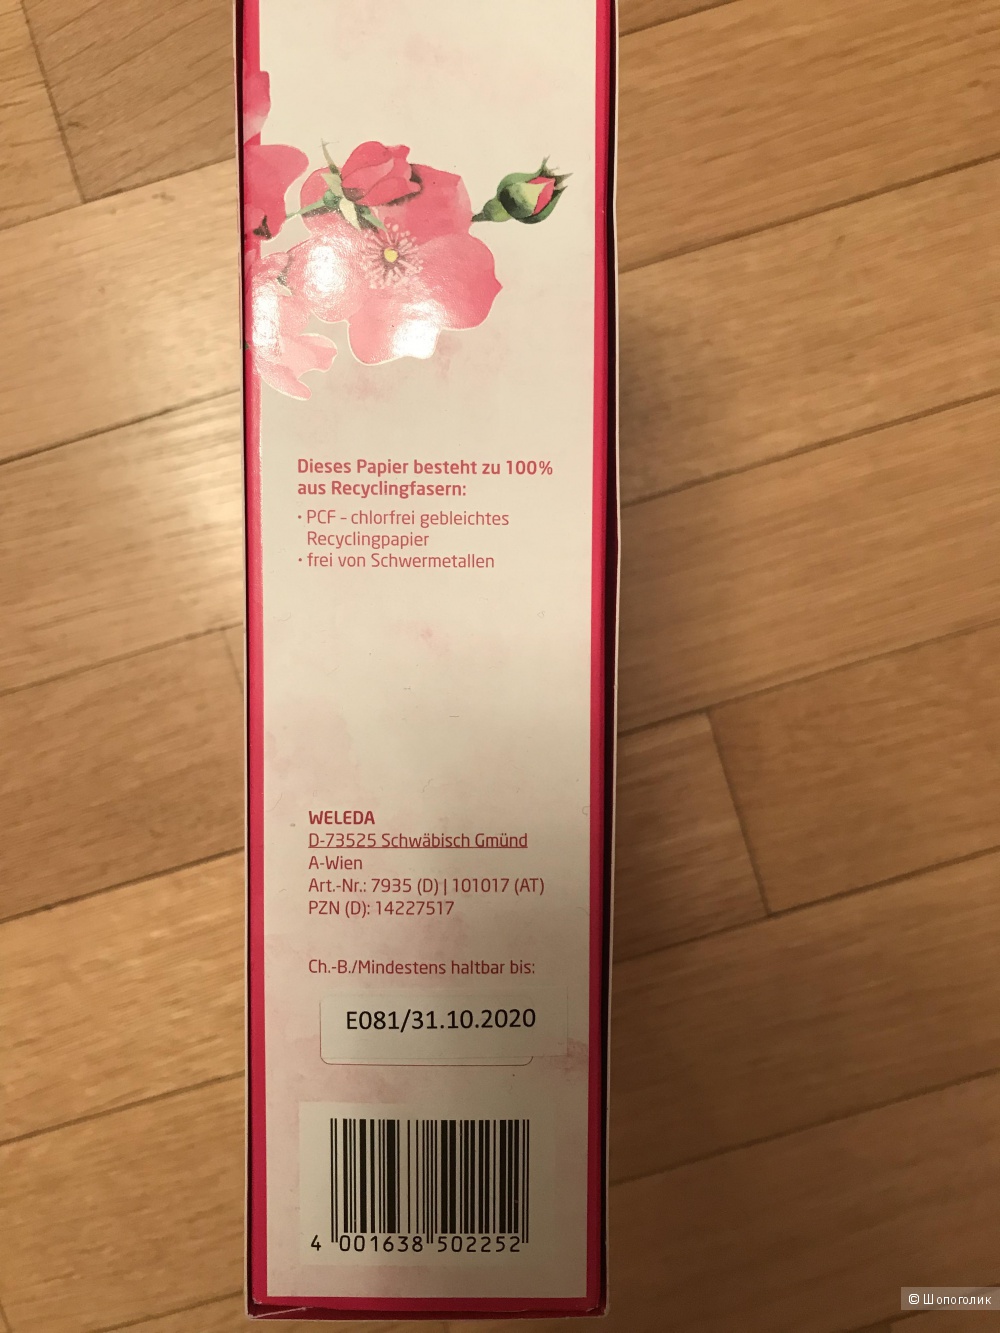 Dieses Papier besteht zu 100%
aus Recyclingfasern:
· PCF – chlorfrei gebleichtes
Recyclingpapier
· frei von Schwermetallen
WELEDA
D-73525 Schwäbisch Gmünd
A-Wien
Art.-Nr.: 7935 (D) | 101017 (AT)
PZN (D): 14227517
Ch.-B./Mindestens haltbar bis:
E081/31.10.2020
4 001638 502252
© Шопоголик